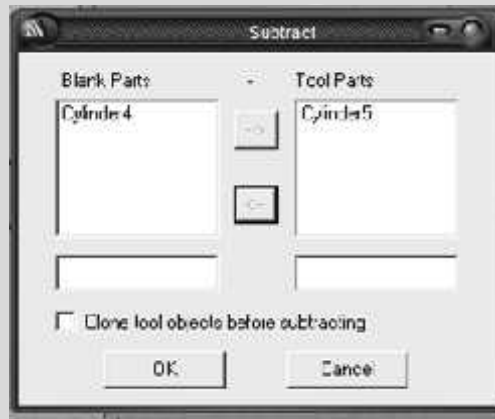 Subtract
Blank Parts - Tool Parts
Cylinder4 Cylinder5
->
<-
Clone tool objects before subtracting
OK Cancel